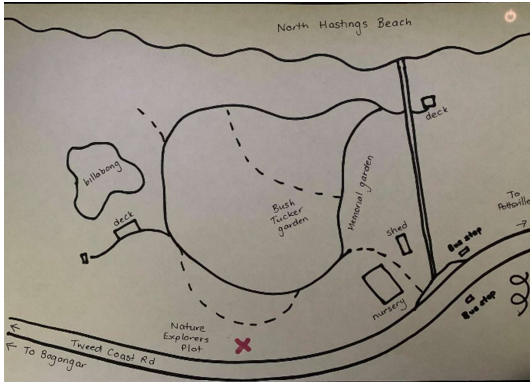 North Hastings Beach
deck
billabong
Bush
Tucker
garden
Memorial garden
To
Pottsville
deck
shed
Bus stop
nursery
Bus stop
Nature
Explorers
Plot
Tweed Coast Rd
To Bogangar